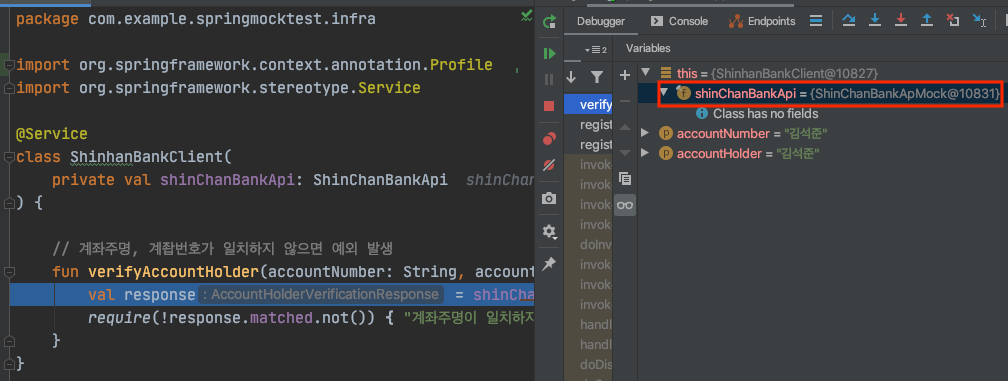 package com.example.springmocktest.infra
import org.springframework.context.annotation.Profile
import org.springframework.stereotype.Service
@Service
class ShinhanBankClient(
private val shinChanBankApi: ShinChanBankApi shinChan
) {
// 계좌주명, 계좝번호가 일치하지 않으면 예외 발생
fun verifyAccountHolder(accountNumber: String, accoun
val response : AccountHolderVerificationResponse = shinCha
require(!response.matched.not()) { "계좌주명이 일치하지
}
}
Debugger Console Endpoints
2 Variables
this = {ShinhanBankClient@10827}
shinChanBankApi = {ShinChanBankApMock@10831}
Class has no fields
accountNumber = "김석준"
accountHolder = "김석준"
verify
regist
regist
invok
invok
invok
invok
doInv
invok
invok
invok
invok
handl
handl
doDis